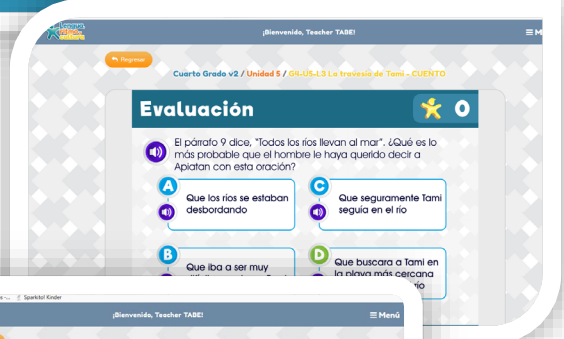 Lengua
¡Bienvenido, Teacher TABE!
Regresar
Cuarto Grado v2 / Unidad 5 / G4-U5-L3 La travesía de Tami - CUENTO
Evaluación
0
El párrafo 9 dice, "Todos los ríos llevan al mar". ¿Qué es lo
más probable que el hombre le haya querido decir a
Apiatan con esta oración?
A
Que los ríos se estaban
desbordando
C
Que seguramente Tami
seguía en el río
B
Que iba a ser muy
D
Que buscara a Tami en
la playa más cercana
río
Sparktol Kinder
¡Bienvenido, Teacher TABE!
Menú